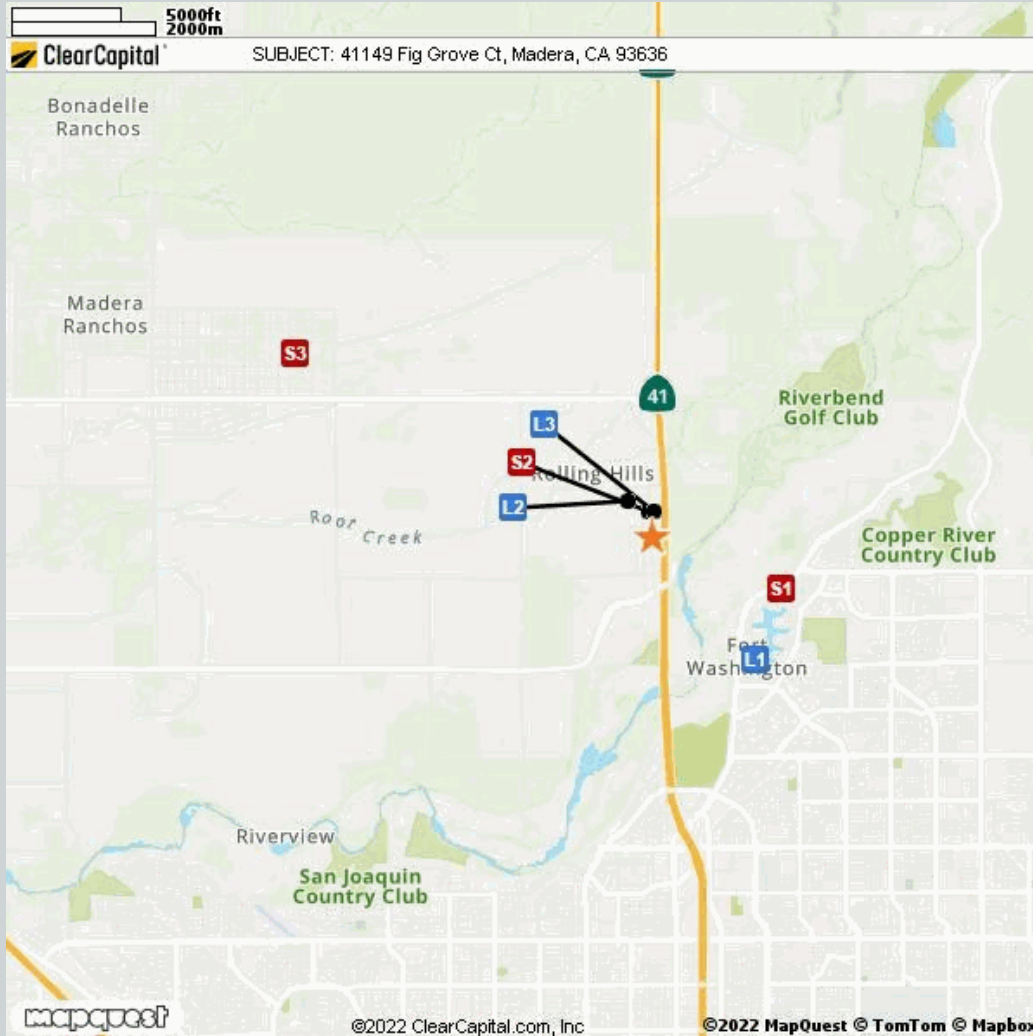 5000ft
2000m
ClearCapital
SUBJECT: 41149 Fig Grove Ct, Madera, CA 93636
Bonadelle
Ranchos
Madera
Ranchos
S3
41
Riverbend
Golf Club
L3
S2
Rolling Hills
L2
Root Creek
Copper River
Country Club
S1
Fort
Washington
L1
Riverview
San Joaquin
Country Club
mapquest
©2022 ClearCapital.com, Inc
©2022 MapQuest © TomTom © Mapbox